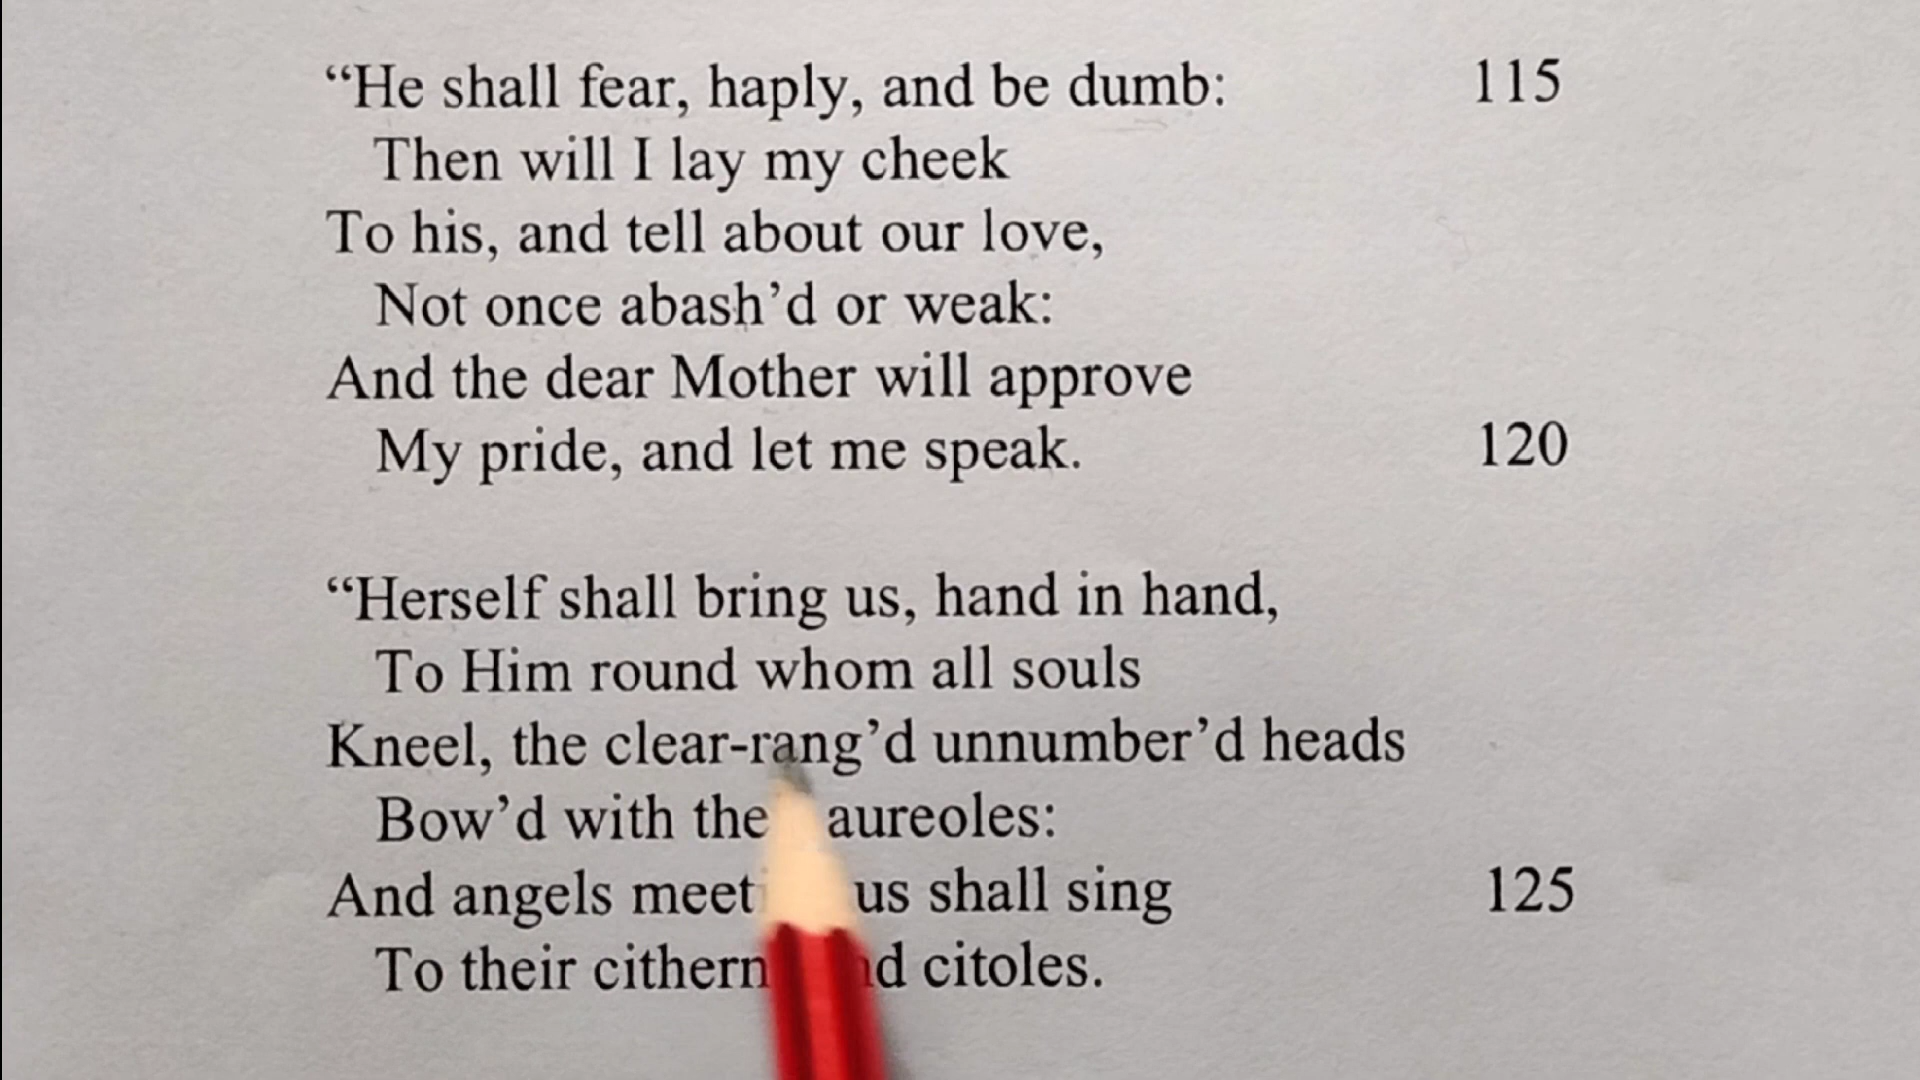 “He shall fear, haply, and be dumb: 115
Then will I lay my cheek
To his, and tell about our love,
Not once abash’d or weak:
And the dear Mother will approve
My pride, and let me speak. 120
“Herself shall bring us, hand in hand,
To Him round whom all souls
Kneel, the clear-rang’d unnumber’d heads
Bow’d with aureoles:
And angels us shall sing 125
To their citoles.